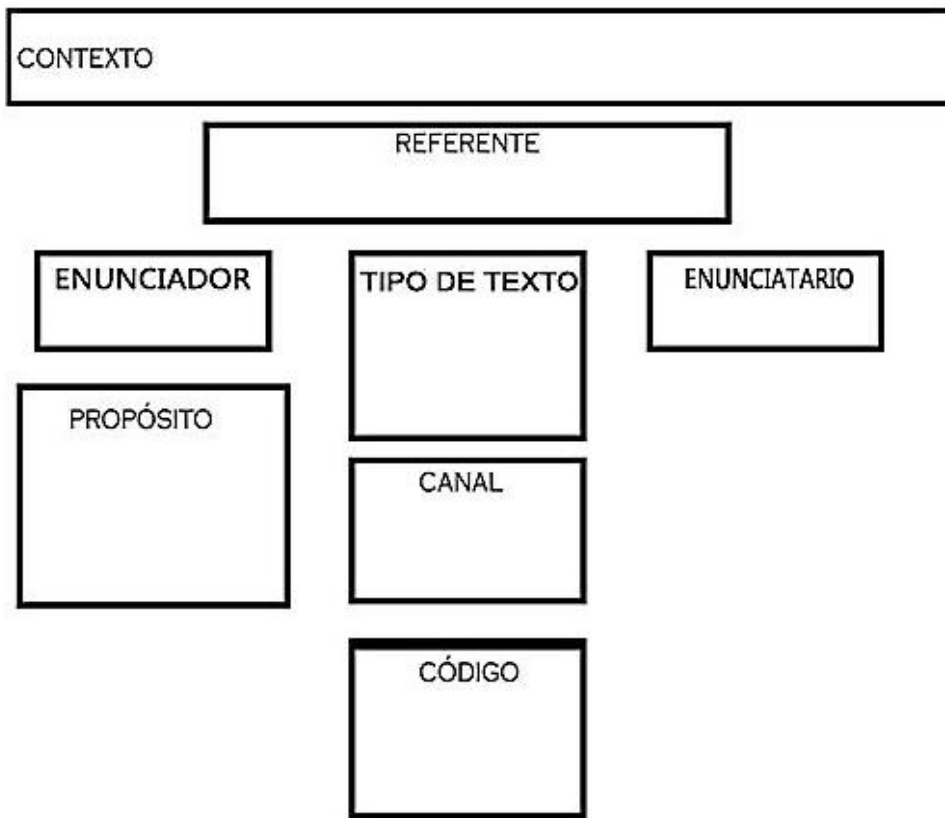 CONTEXTO
REFERENTE
ENUNCIADOR
TIPO DE TEXTO
ENUNCIATARIO
PROPÓSITO
CANAL
CÓDIGO